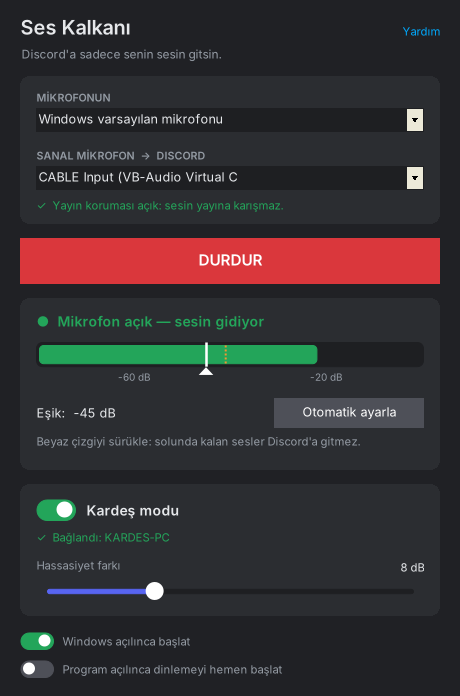 Ses Kalkanı
Yardım
Discord'a sadece senin sesin gitsin.
MİKROFONUN
Windows varsayılan mikrofonu
SANAL MİKROFON → DISCORD
CABLE Input (VB-Audio Virtual C
✓ Yayın koruması açık: sesin yayına karışmaz.
DURDUR
Mikrofon açık — sesin gidiyor
-60 dB -20 dB
Eşik: -45 dB
Otomatik ayarla
Beyaz çizgiyi sürükle: solunda kalan sesler Discord'a gitmez.
Kardeş modu
✓ Bağlandı: KARDES-PC
Hassasiyet farkı 8 dB
Windows açılınca başlat
Program açılınca dinlemeyi hemen başlat